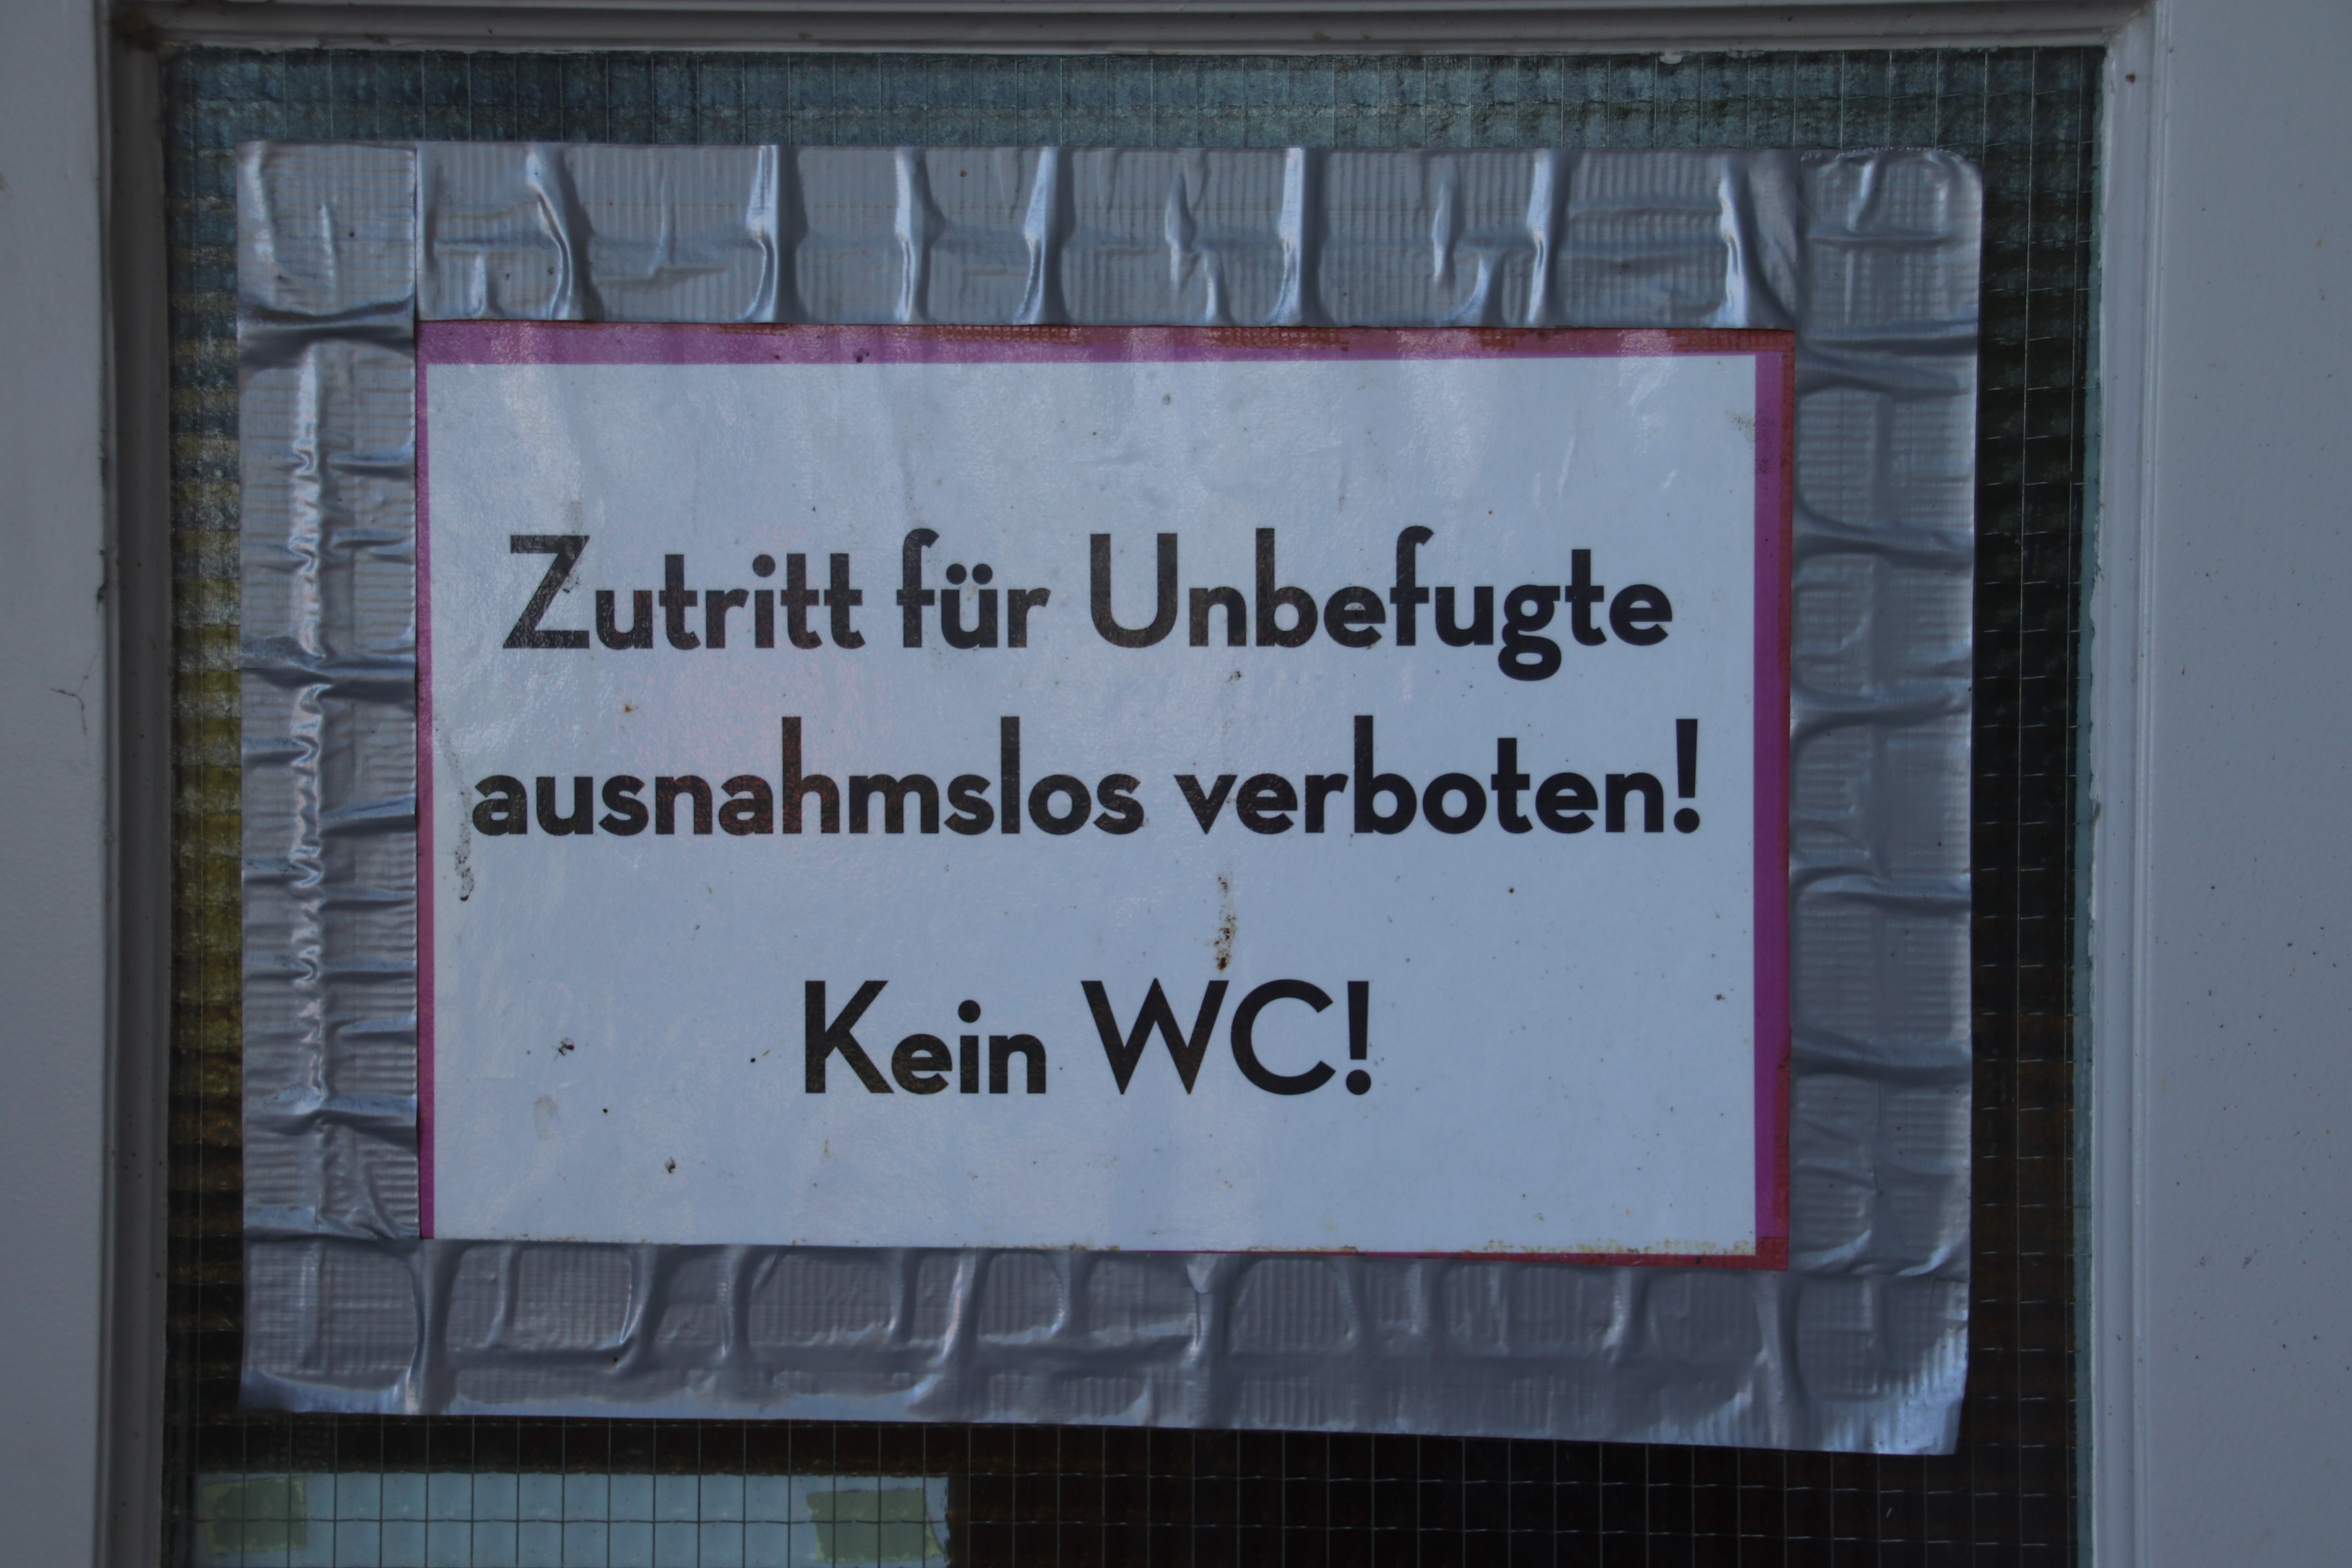 Zutritt für Unbefugte
ausnahmslos verboten!
Kein WC!